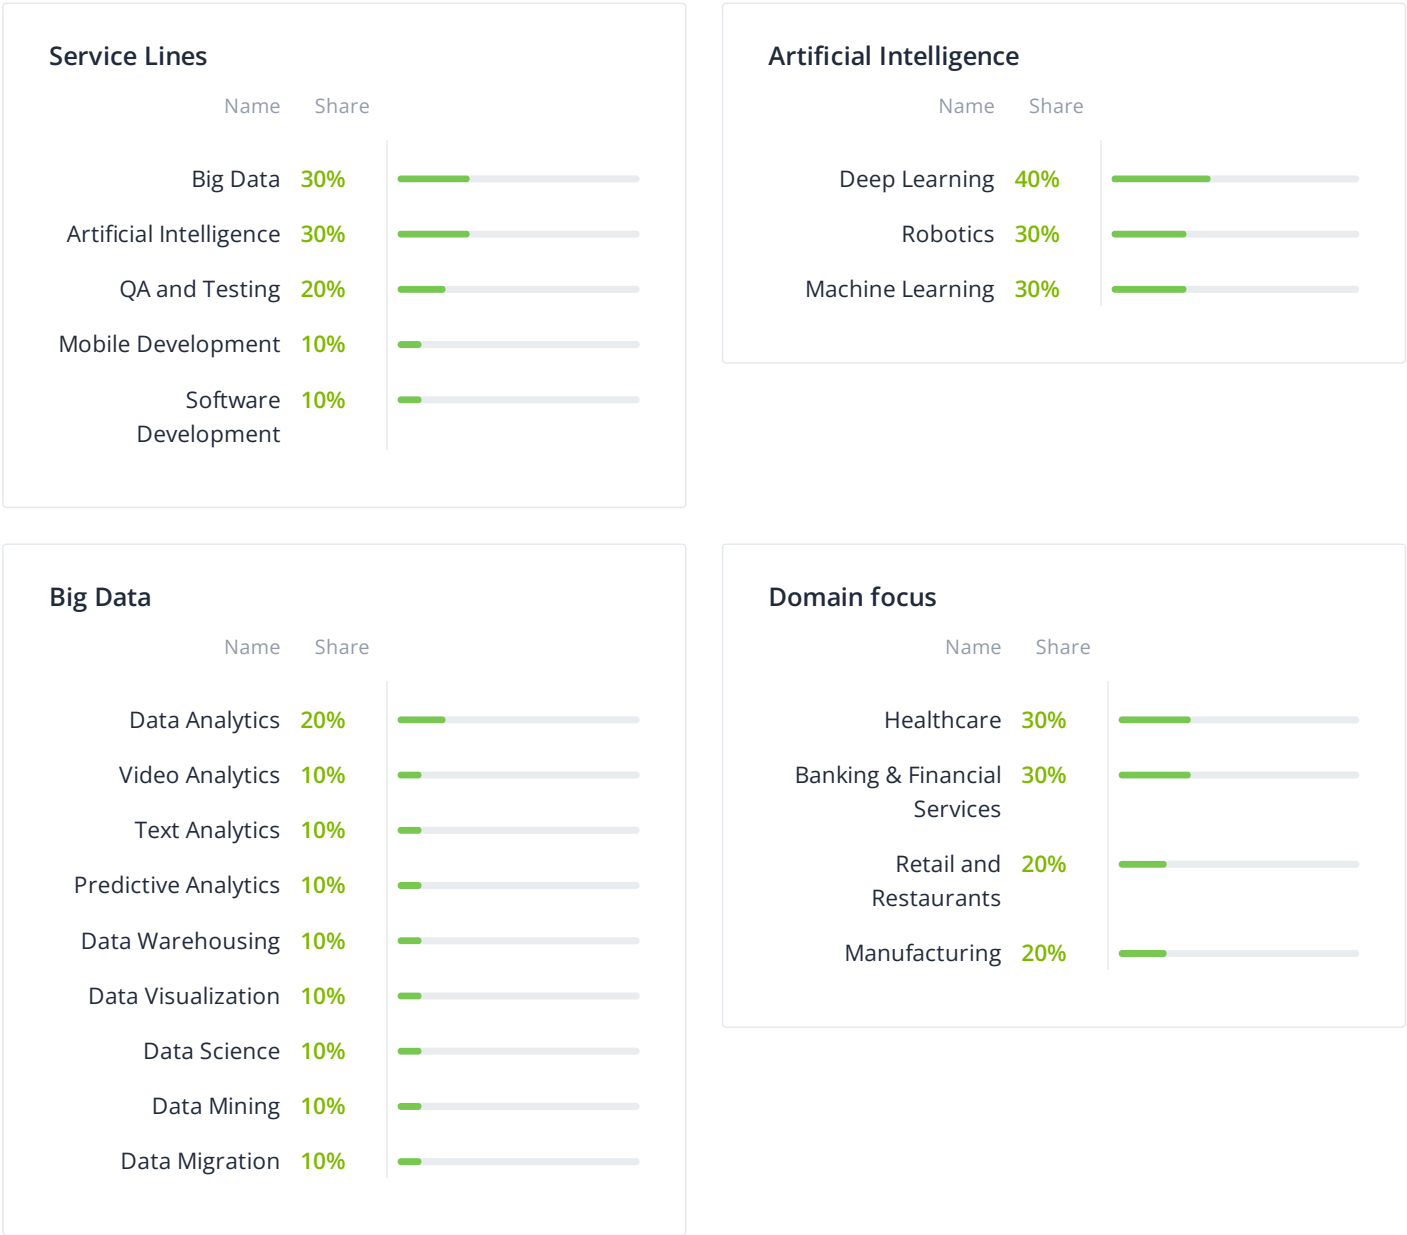 Service Lines
Name Share
Big Data 30%
Artificial Intelligence 30%
QA and Testing 20%
Mobile Development 10%
Software 10%
Development
Artificial Intelligence
Name Share
Deep Learning 40%
Robotics 30%
Machine Learning 30%
Big Data
Name Share
Data Analytics 20%
Video Analytics 10%
Text Analytics 10%
Predictive Analytics 10%
Data Warehousing 10%
Data Visualization 10%
Data Science 10%
Data Mining 10%
Data Migration 10%
Domain focus
Name Share
Healthcare 30%
Banking & Financial 30%
Services
Retail and 20%
Restaurants
Manufacturing 20%